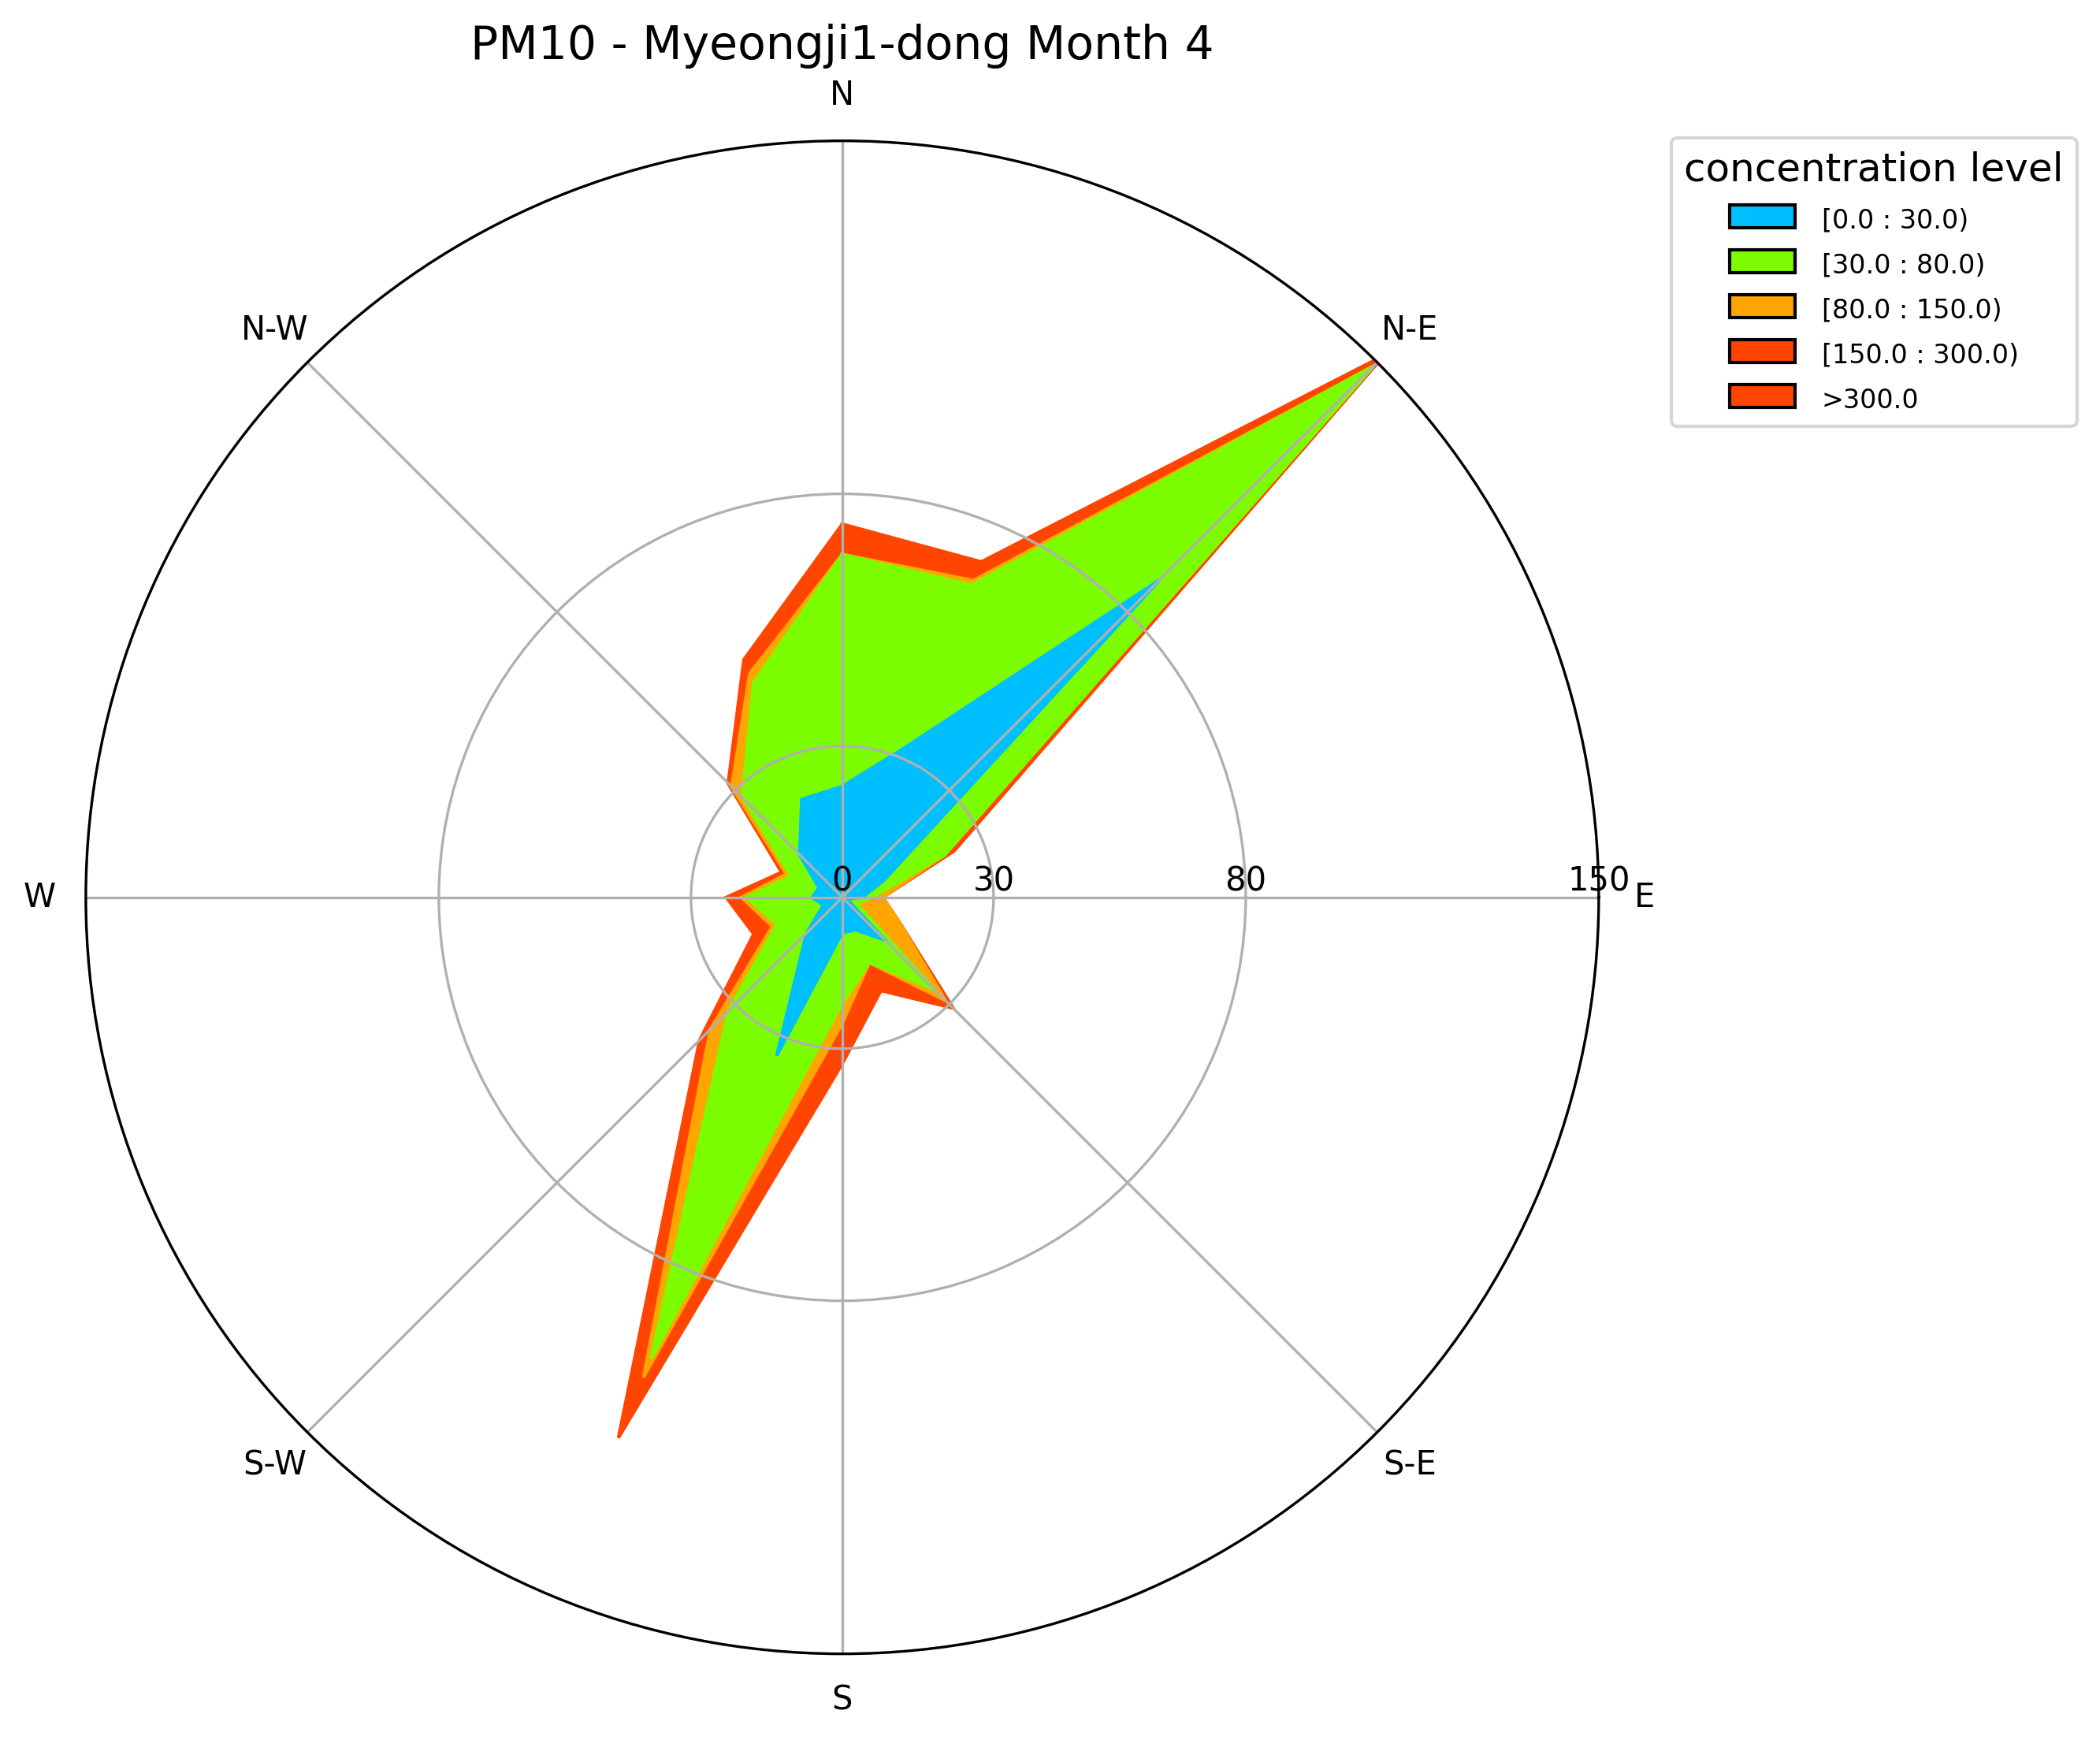 PM10 - Myeongji1-dong Month 4
N
concentration level
[0.0 : 30.0)
[30.0 : 80.0)
[80.0 : 150.0)
[150.0 : 300.0)
>300.0
N-W
N-E
0
30
80
150
W
E
S-W
S-E
S